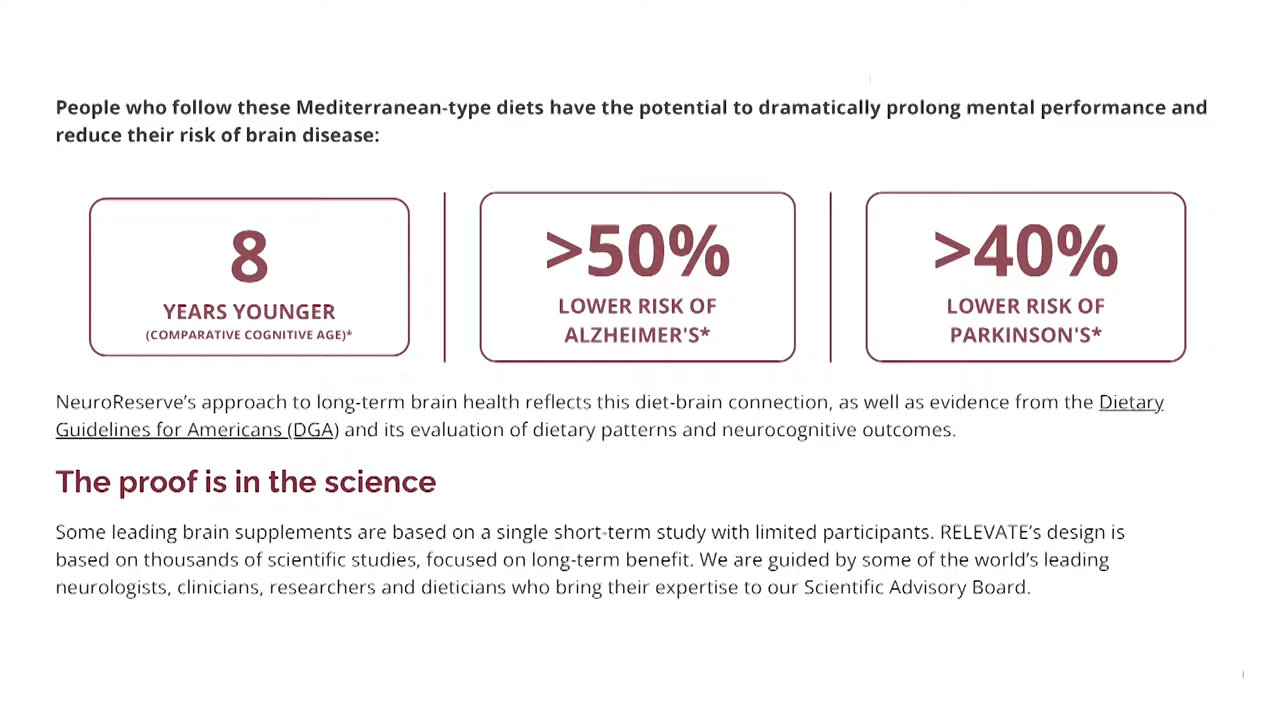 People who follow these Mediterranean-type diets have the potential to dramatically prolong mental performance and
reduce their risk of brain disease:
8
YEARS YOUNGER
(COMPARATIVE COGNITIVE AGE)*
>50%
LOWER RISK OF
ALZHEIMER'S*
>40%
LOWER RISK OF
PARKINSON'S*
NeuroReserve’s approach to long-term brain health reflects this diet-brain connection, as well as evidence from the Dietary
Guidelines for Americans (DGA) and its evaluation of dietary patterns and neurocognitive outcomes.
The proof is in the science
Some leading brain supplements are based on a single short-term study with limited participants. RELEVATE’s design is
based on thousands of scientific studies, focused on long-term benefit. We are guided by some of the world’s leading
neurologists, clinicians, researchers and dieticians who bring their expertise to our Scientific Advisory Board.